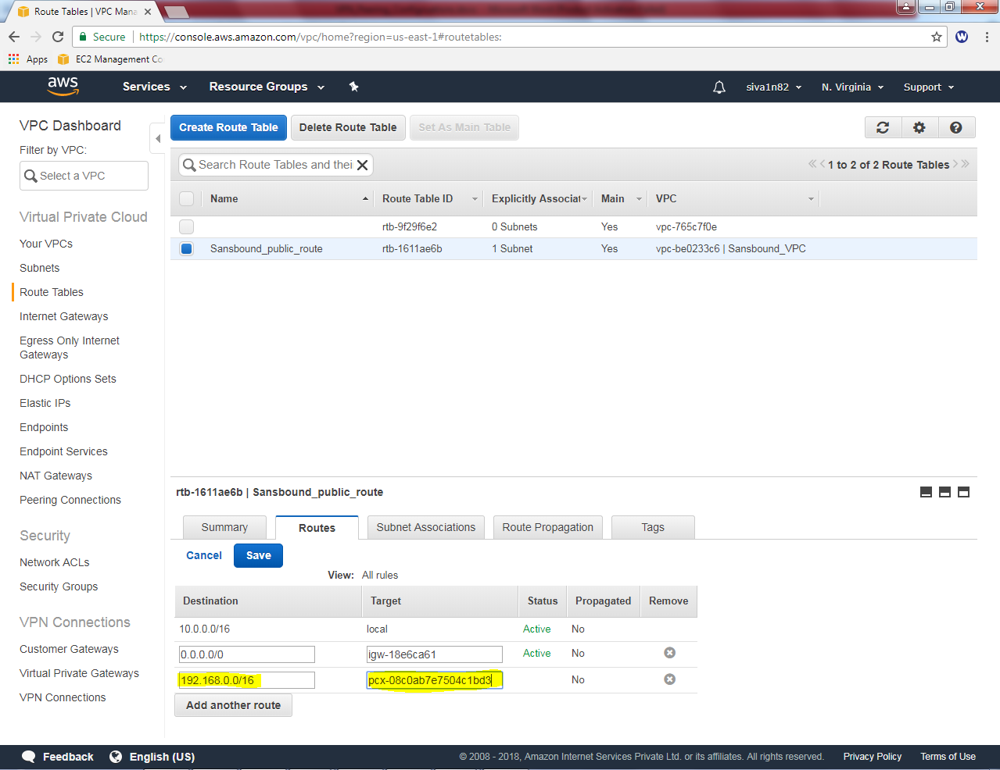 Route Tables | VPC Mana
Secure
https://console.aws.amazon.com/vpc/home?region=us-east-1#routetables:
Apps
EC2 Management Co
aws
Services
Resource Groups
siva1n82
N. Virginia
Support
VPC Dashboard
Filter by VPC:
Select a VPC
Virtual Private Cloud
Your VPCs
Subnets
Route Tables
Internet Gateways
Egress Only Internet
Gateways
DHCP Options Sets
Elastic IPs
Endpoints
Endpoint Services
NAT Gateways
Peering Connections
Security
Network ACLs
Security Groups
VPN Connections
Customer Gateways
Virtual Private Gateways
VPN Connections
Create Route Table
Delete Route Table
Set As Main Table
Search Route Tables and thei
1 to 2 of 2 Route Tables
Name Route Table ID Explicitly Associat Main VPC
rtb-9f29f6e2 0 Subnets Yes vpc-765c7f0e
Sansbound_public_route rtb-1611ae6b 1 Subnet Yes vpc-be0233c6 | Sansbound_VPC
rtb-1611ae6b | Sansbound_public_route
Summary Routes Subnet Associations Route Propagation Tags
Cancel Save
View: All rules
Destination Target Status Propagated Remove
10.0.0.0/16 local Active No
0.0.0.0/0 igw-18e6ca61 Active No
192.168.0.0/16 pcx-08c0ab7e7504c1bd3 No
Add another route
Feedback
English (US)
© 2008 - 2018, Amazon Internet Services Private Ltd. or its affiliates. All rights reserved.
Privacy Policy
Terms of Use